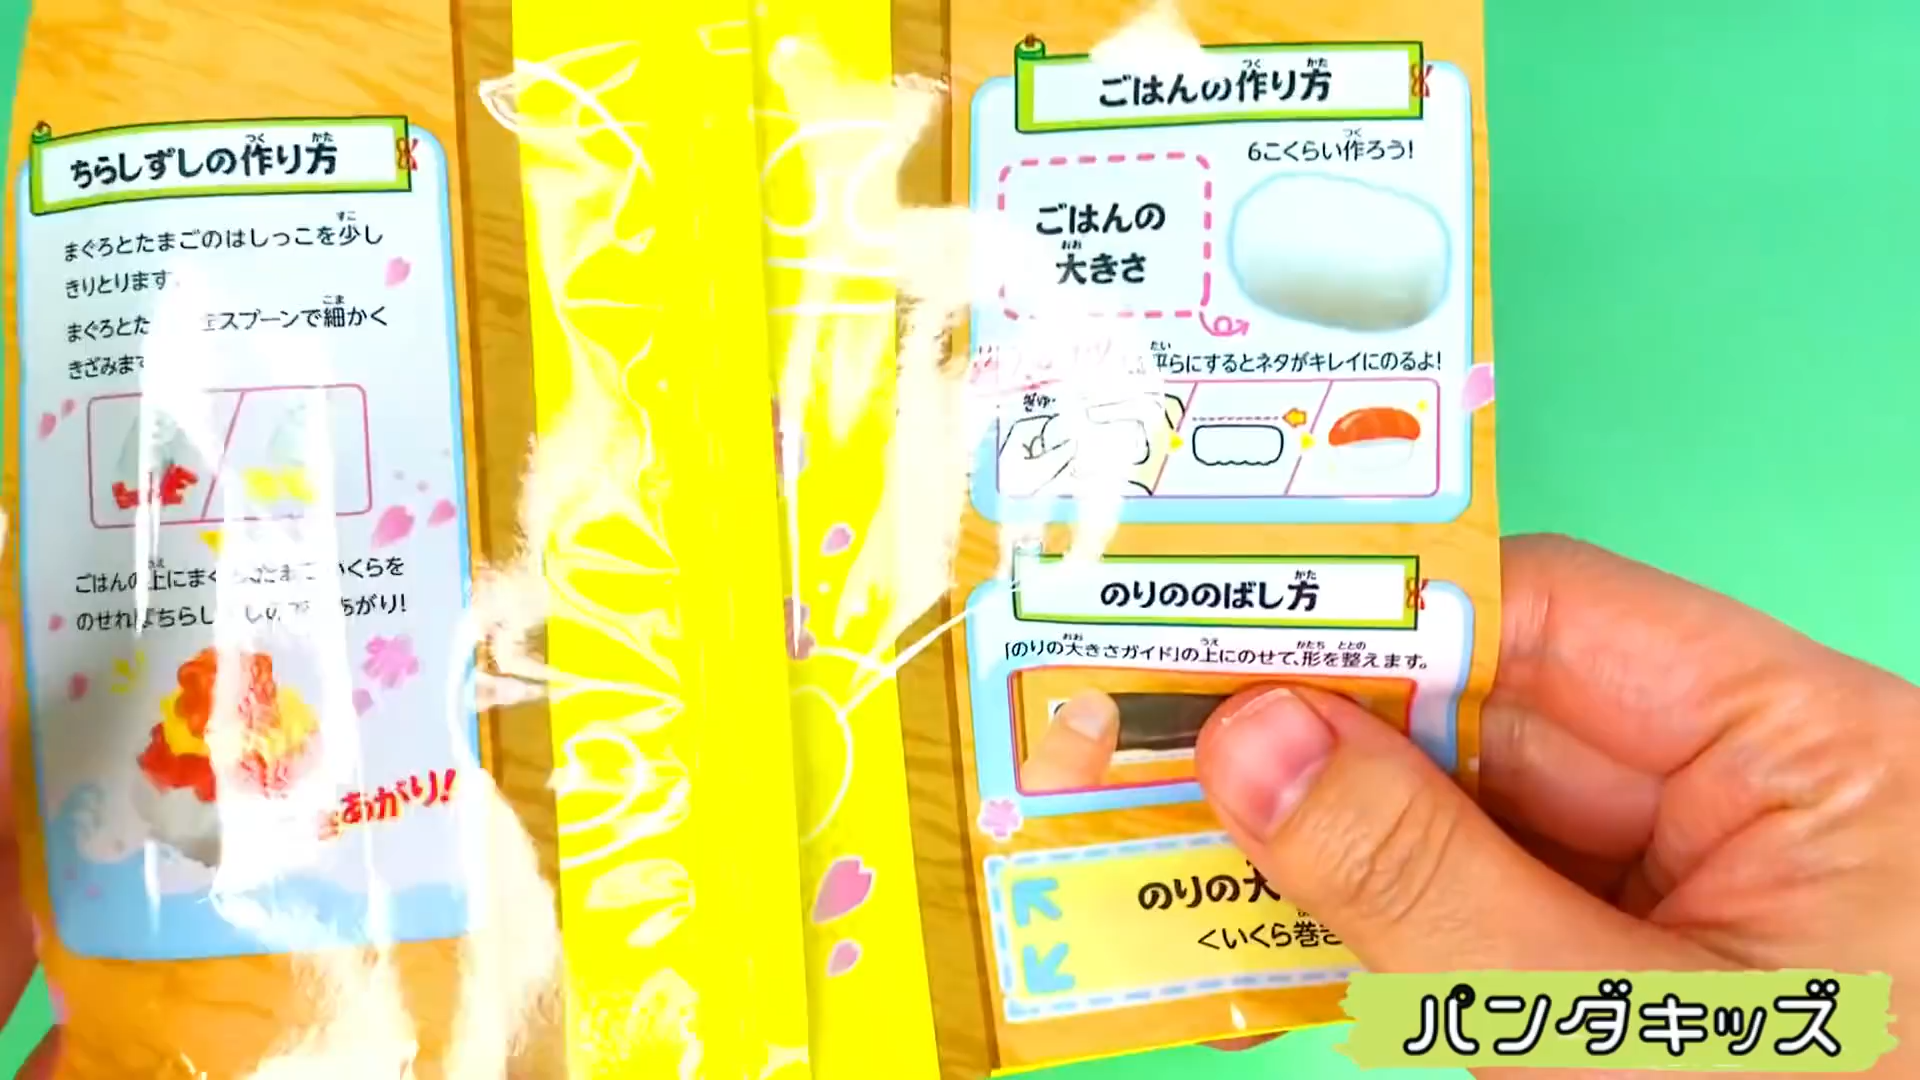 ちらしずしの作り方
まぐろとたまごのはしっこを少し
きりとります
まぐろとた をスプーンで細かく
きざみます
ごはんの上にまぐ いくらを
のせればちらし あがり!
あがり!
ごはんの作り方
6こくらい作ろう!
ごはんの
大きさ
平らにするとネタがキレイにのるよ!
ぎゅ
のりののばし方
「のりの大きさガイド」の上にのせて、形を整えます。
のりの大
<いくら巻き
パンダキッズ